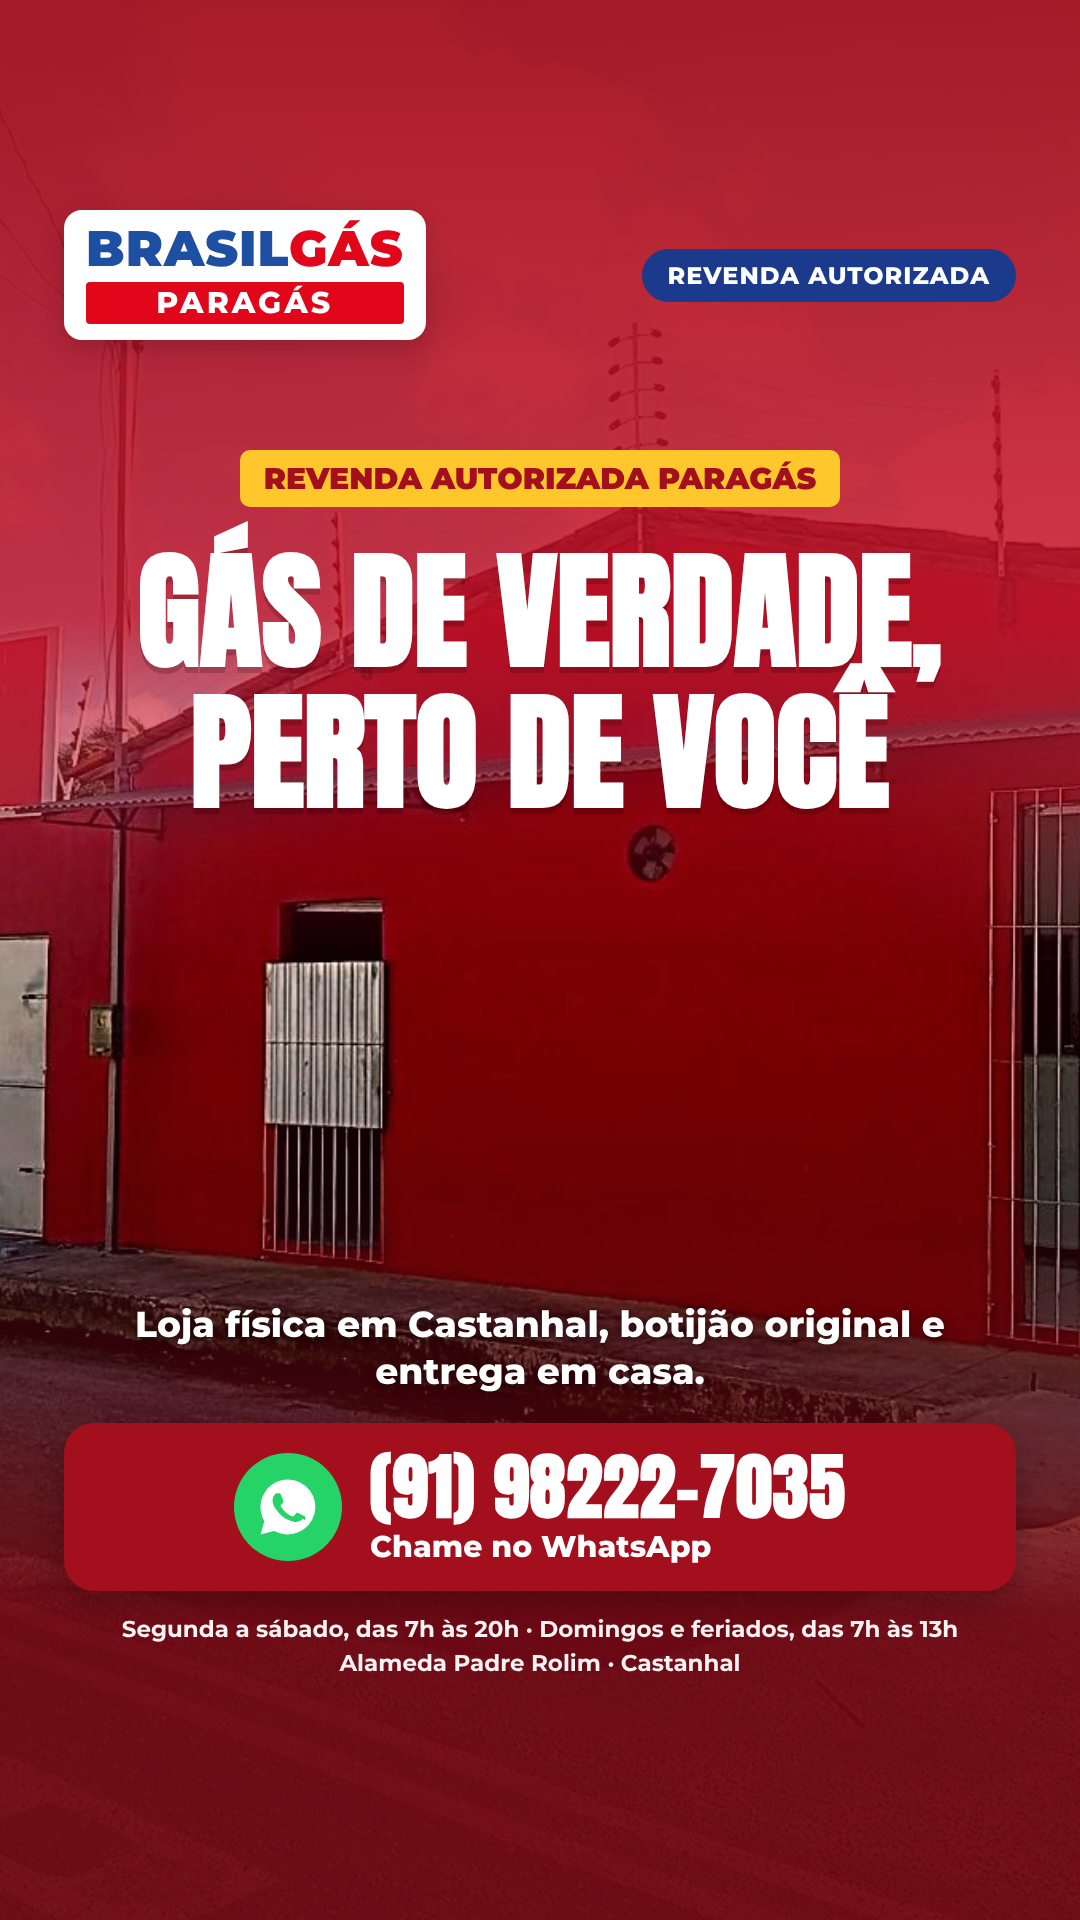 BRASILGÁS
PARAGÁS
REVENDA AUTORIZADA
REVENDA AUTORIZADA PARAGÁS
GÁS DE VERDADE,
PERTO DE VOCÊ
Loja física em Castanhal, botijão original e
entrega em casa.
(91) 98222-7035
Chame no WhatsApp
Segunda a sábado, das 7h às 20h · Domingos e feriados, das 7h às 13h
Alameda Padre Rolim · Castanhal